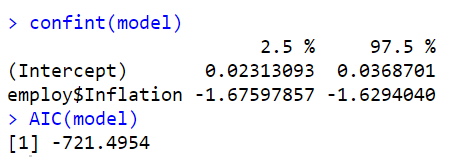 > confint(model)
2.5 % 97.5 %
(Intercept) 0.02313093 0.0368701
employ$Inflation -1.67597857 -1.6294040
> AIC(model)
[1] -721.4954